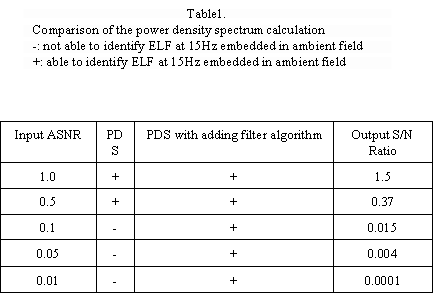 Table1.
Comparison of the power density spectrum calculation
-: not able to identify ELF at 15Hz embedded in ambient field
+: able to identify ELF at 15Hz embedded in ambient field
Input ASNR PD S PDS with adding filter algorithm Output S/N Ratio
1.0 + + 1.5
0.5 + + 0.37
0.1 - + 0.015
0.05 - + 0.004
0.01 - + 0.0001